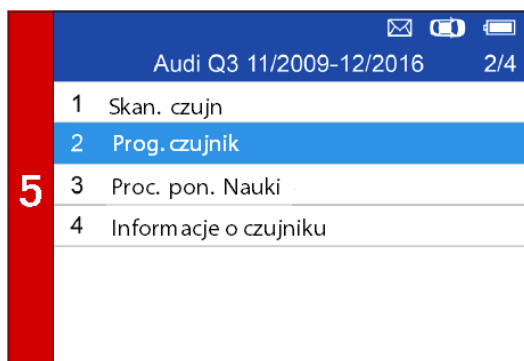 Audi Q3 11/2009-12/2016 2/4
1 Skan. czujn
2 Prog. czujnik
5
3 Proc. pon. Nauki
4 Informacje o czujniku